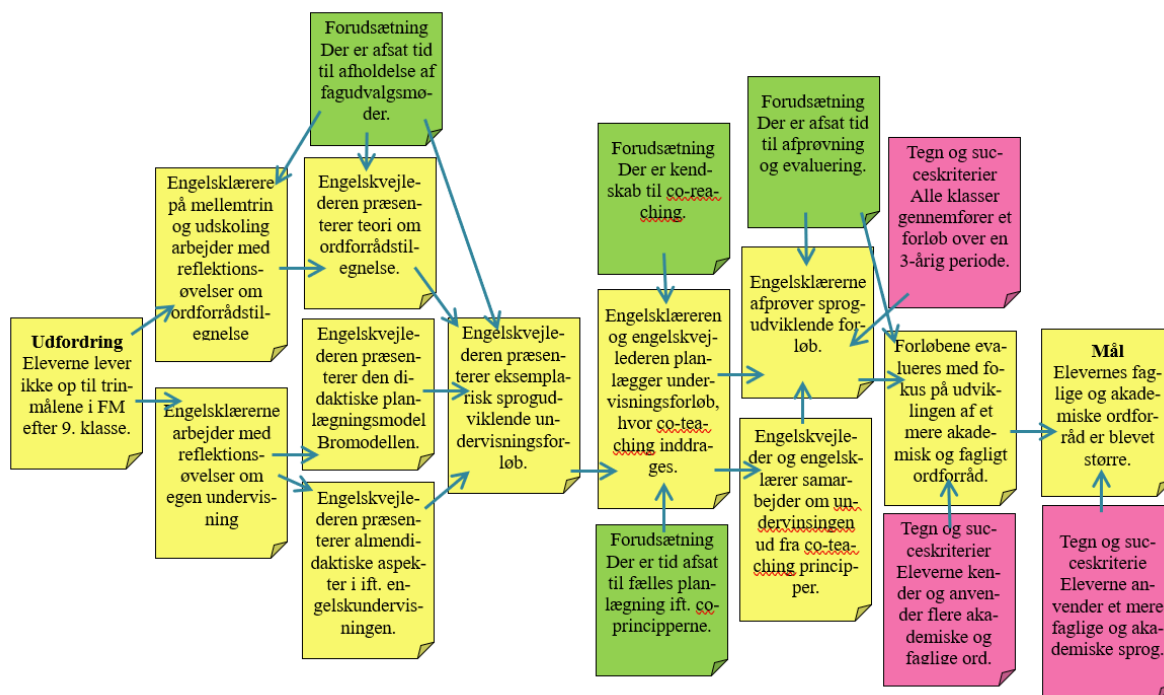 Forudsætning
Der er afsat tid
til afholdelse af
fagudvalgsmø-
der.
Engelsklærere
på mellemtrin
og udskoling
arbejder med
reflektions-
øvelser om
ordforrådstil-
egnelse
Engelskvejle-
deren præsen-
terer teori om
ordforrådstil-
egnelse.
Udfordring
Eleverne lever
ikke op til trin-
målene i FM
efter 9. klasse.
Engelsklærerne
arbejder med
reflektions-
øvelser om
egen undervis-
ning
Engelskvejle-
deren præsen-
terer den di-
daktiske plan-
lægningsmodel
Bromodellen.
Engelskvejle-
deren præsen-
terer almendi-
daktiske aspek-
ter i ift. en-
gelskundervis-
ningen.
Engelskvejle-
deren præsen-
terer eksempla-
risk sprogud-
viklende un-
dervisningsfor-
løb.
Forudsætning
Der er kend-
skab til co-rea-
ching.
Engelsklæreren
og engelskvej-
lederen plan-
lægger under-
visningsforløb,
hvor co-tea-
ching inddra-
ges.
Forudsætning
Der er tid afsat
til fælles plan-
lægning ift. co-
principperne.
Forudsætning
Der er afsat tid
til afprøvning
og evaluering.
Engelsklærerne
afprøver sprog-
udviklende for-
løb.
Engelskvejle-
der og engelsk-
lærer samar-
bejder om un-
dervinsingen
ud fra co-tea-
ching princip-
per.
Tegn og suc-
ceskriterier
Alle klasser
gennemfører et
forløb over en
3-årig periode.
Forløbene eva-
lueres med fo-
kus på udvik-
lingen af et
mere akade-
misk og fagligt
ordforråd.
Tegn og suc-
ceskriterier
Eleverne ken-
der og anven-
der flere aka-
demiske og
faglige ord.
Mål
Elevernes fag-
lige og akade-
miske ordfor-
råd er blevet
større.
Tegn og suc-
ceskriterie
Eleverne an-
vender et mere
faglige og aka-
demiske sprog.